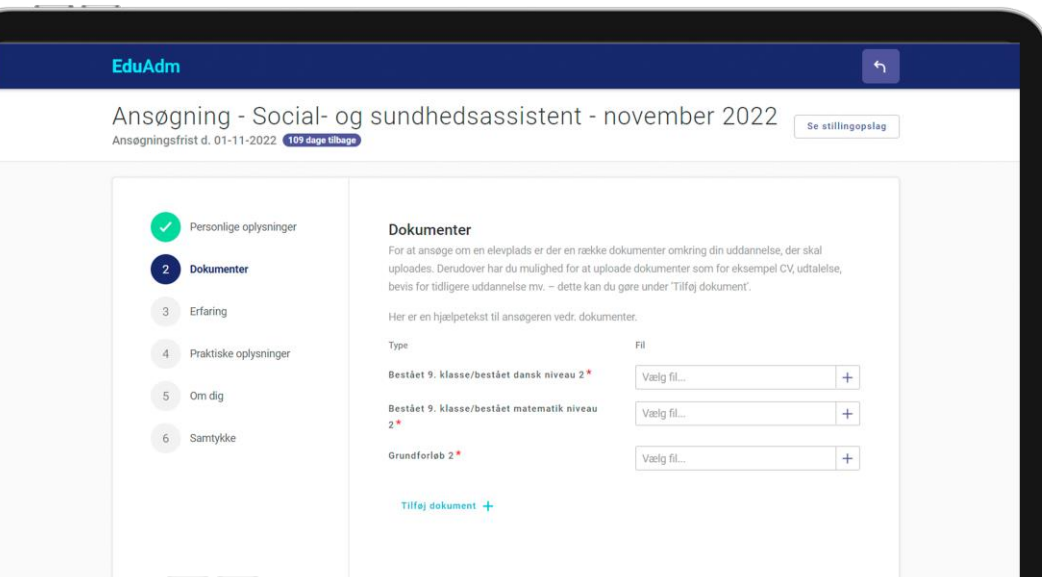 EduAdm
Ansøgning - Social- og sundhedsassistent - november 2022
Ansøgningsfrist d. 01-11-2022 109 dage tilbage
Se stillingopslag
Personlige oplysninger
2 Dokumenter
3 Erfaring
4 Praktiske oplysninger
5 Om dig
6 Samtykke
Dokumenter
For at ansøge om en elevplads er der en række dokumenter omkring din uddannelse, der skal
uploades. Derudover har du mulighed for at uploade dokumenter som for eksempel CV, udtalelse,
bevis for tidligere uddannelse mv. – dette kan du gøre under 'Tilføj dokument'.
Her er en hjælpetekst til ansøgeren vedr. dokumenter.
Type Fil
Bestået 9. klasse/bestået dansk niveau 2 * Vælg fil... +
Bestået 9. klasse/bestået matematik niveau
2 * Vælg fil... +
Grundforløb 2 * Vælg fil... +
Tilføj dokument +